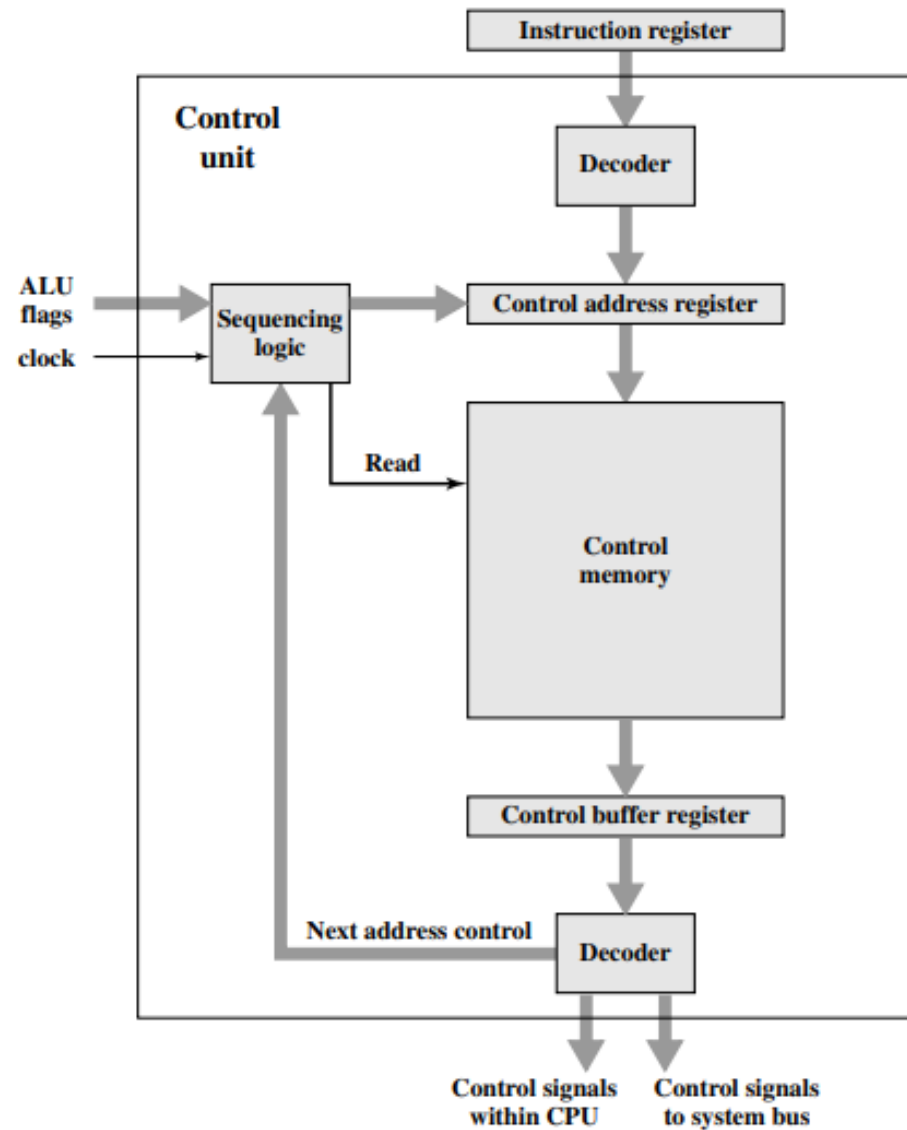 Instruction register
Control
unit
Decoder
ALU
flags
clock
Sequencing
logic
Control address register
Read
Control
memory
Control buffer register
Next address control
Decoder
Control signals
within CPU
Control signals
to system bus